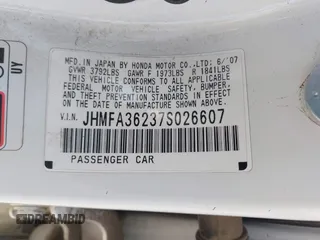 MFD. IN JAPAN BY HONDA MOTOR CO., LTD. 6/07
GVWR 3792LBS GAWR F 1973LBS R 1841LBS
THIS VEHICLE CONFORMS TO ALL APPLICABLE
FEDERAL MOTOR VEHICLE SAFETY, BUMPER,
AND THEFT PREVENTION STANDARDS IN EFFECT
ON THE DATE OF MANUFACTURE SHOWN ABOVE.
V.I.N. JHMFA36237S026607
PASSENGER CAR